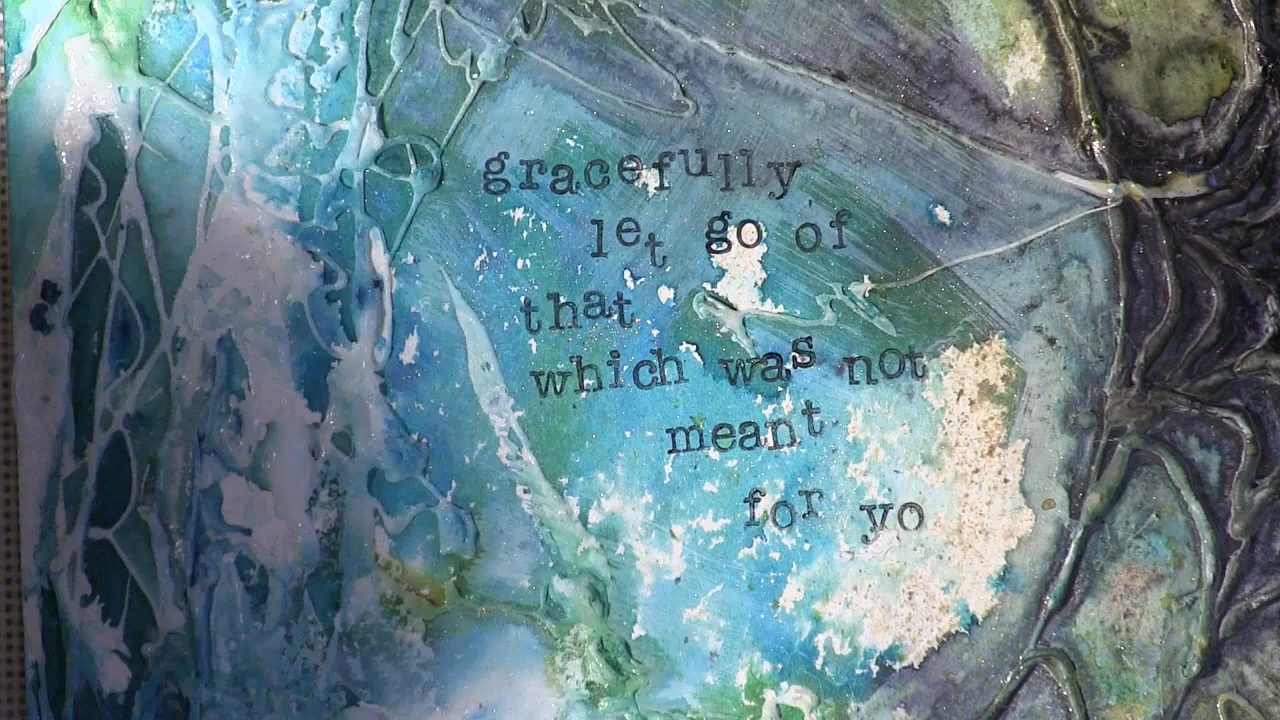 gracefully
let go of
that
which was not
meant
for yo